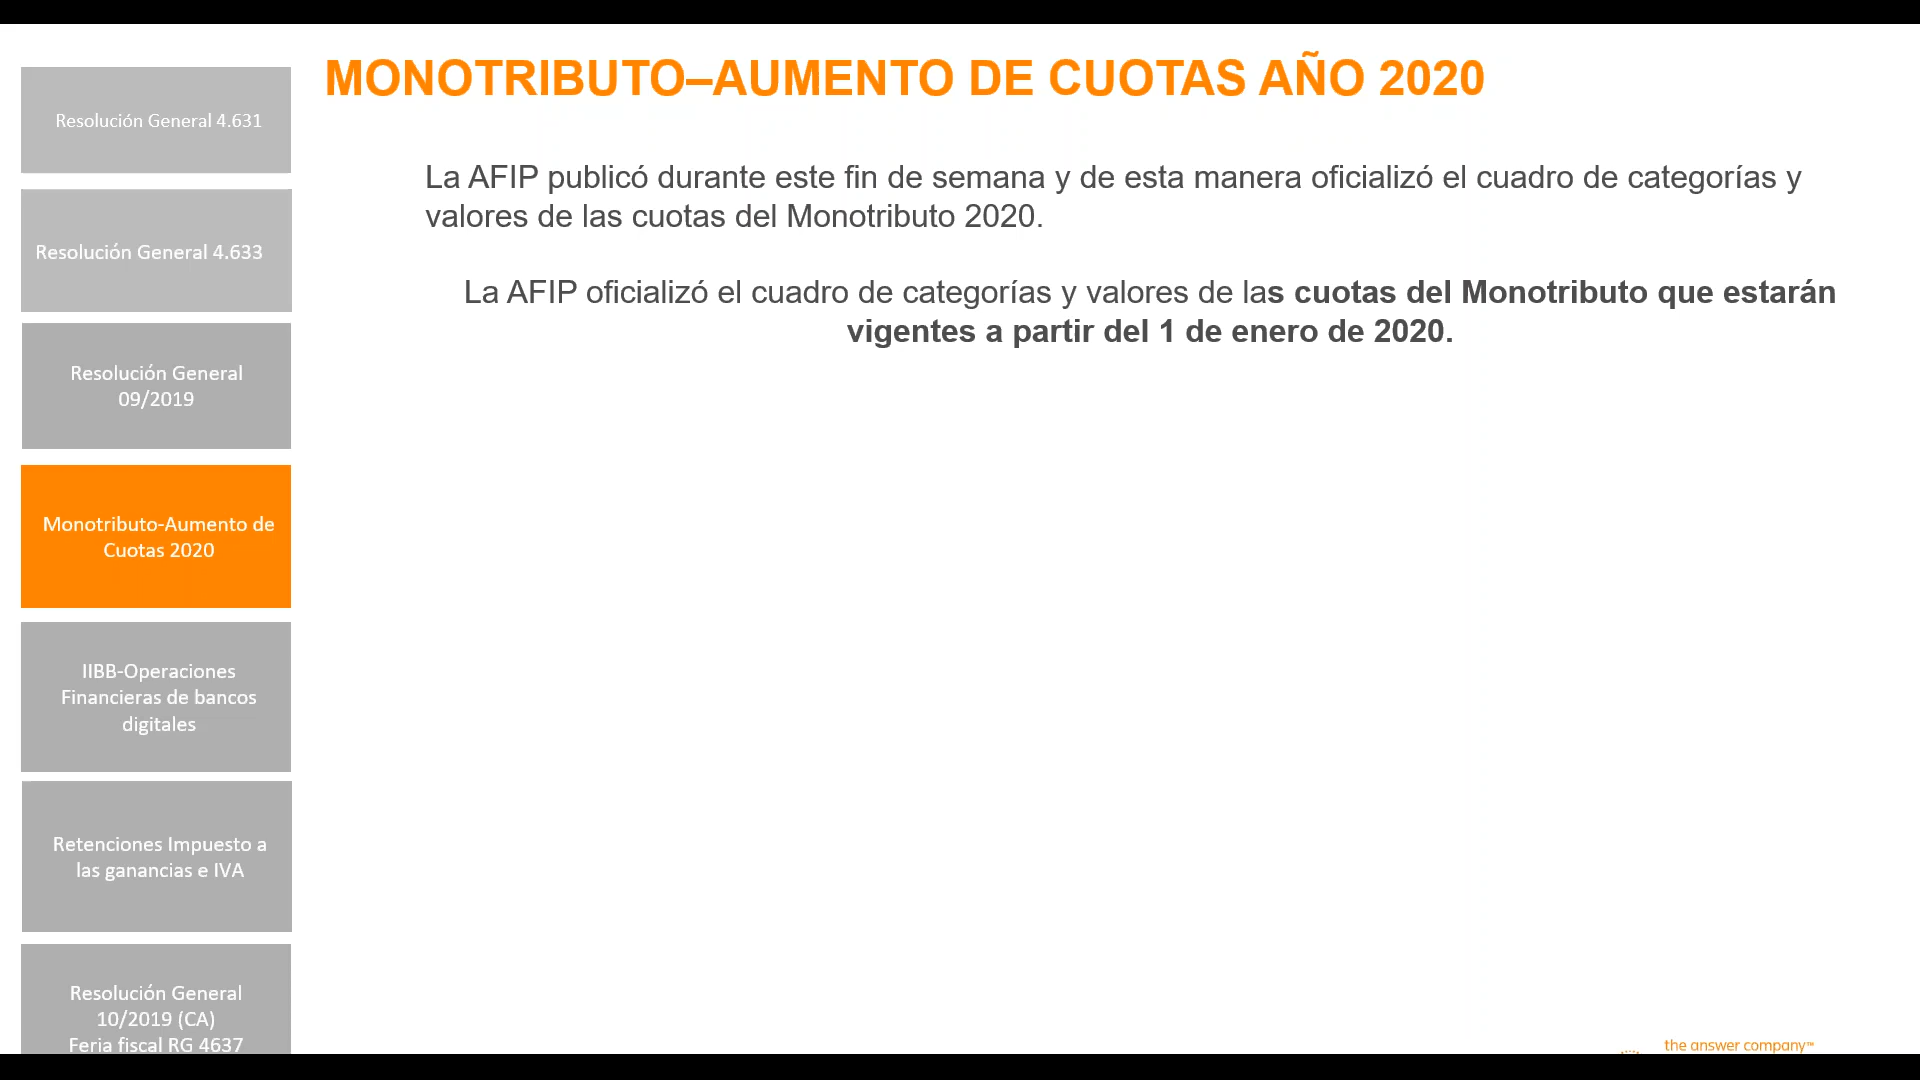 Resolución General 4.631
Resolución General 4.633
Resolución General
09/2019
Monotributo-Aumento de
Cuotas 2020
IIBB-Operaciones
Financieras de bancos
digitales
Retenciones Impuesto a
las ganancias e IVA
Resolución General
10/2019 (CA)
Feria fiscal RG 4637
MONOTRIBUTO–AUMENTO DE CUOTAS AÑO 2020
La AFIP publicó durante este fin de semana y de esta manera oficializó el cuadro de categorías y
valores de las cuotas del Monotributo 2020.
La AFIP oficializó el cuadro de categorías y valores de las cuotas del Monotributo que estarán
vigentes a partir del 1 de enero de 2020.
the answer company™